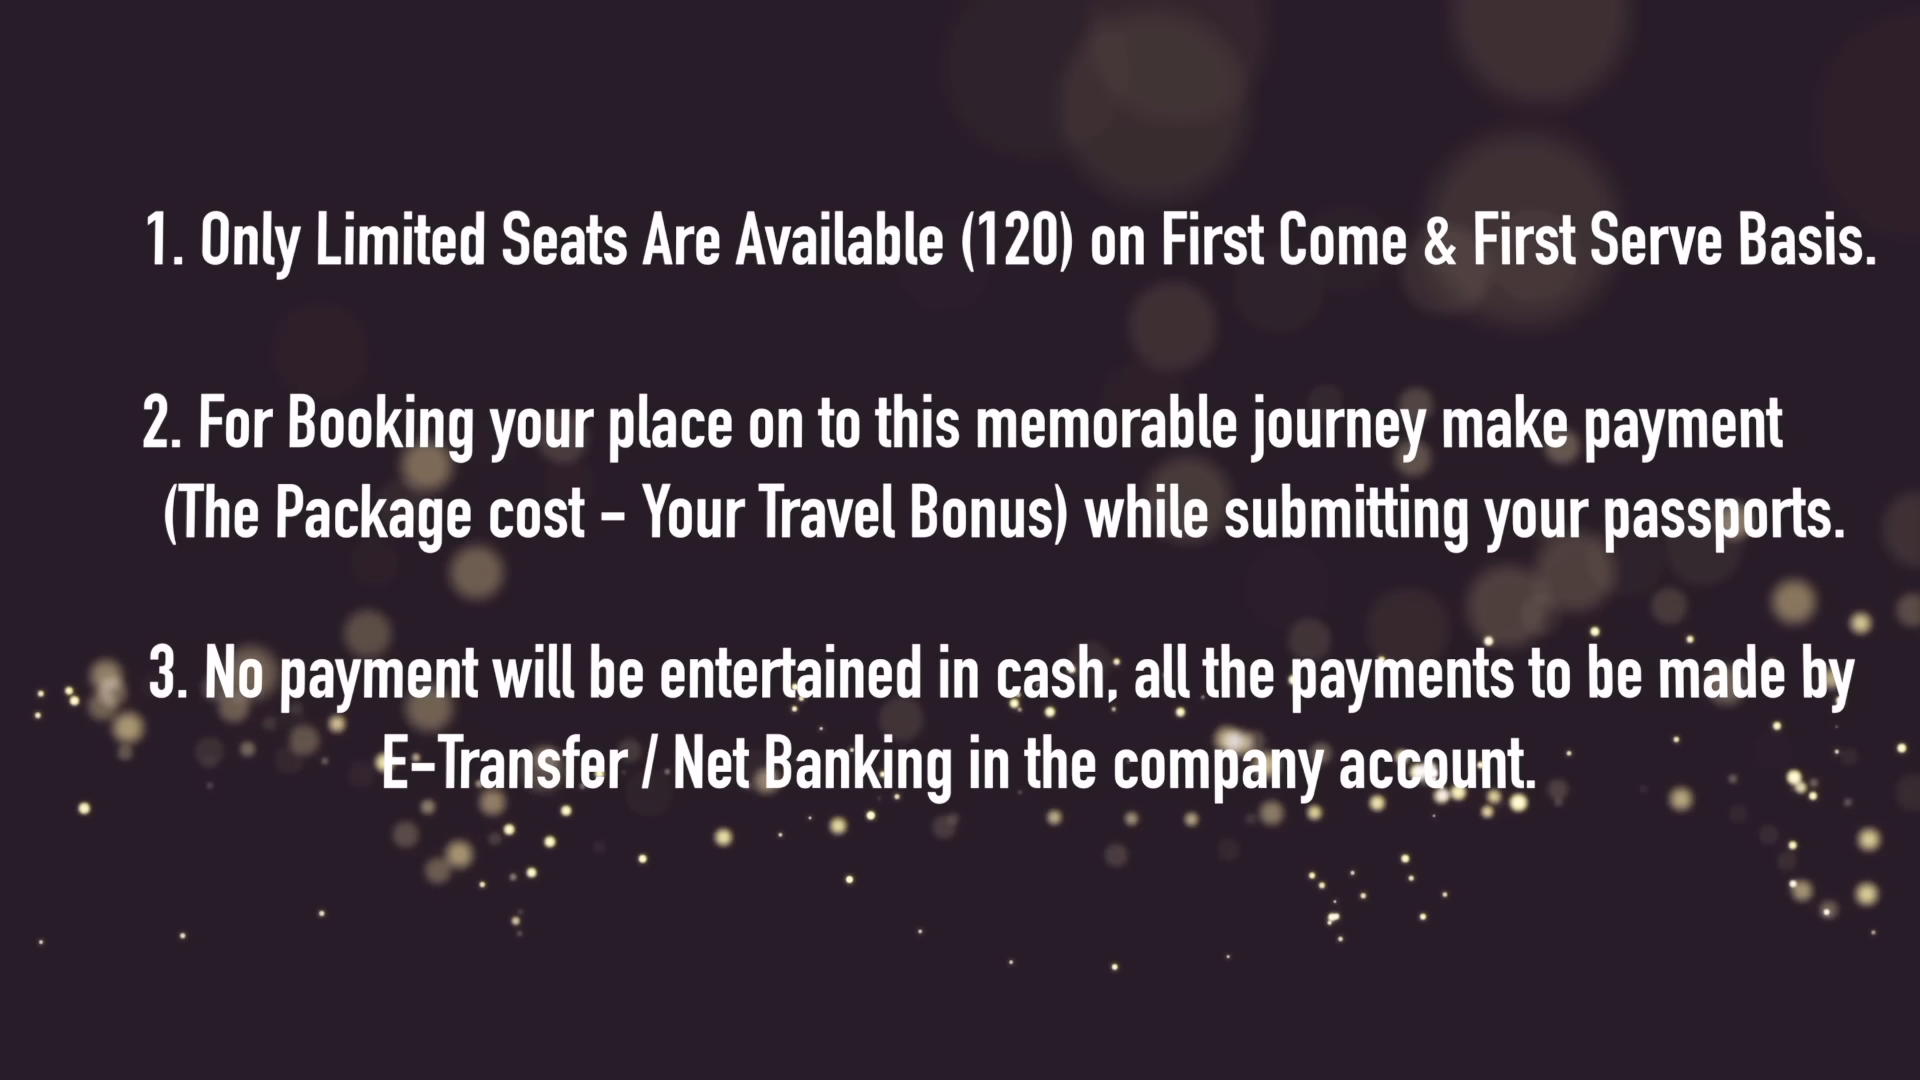 1. Only Limited Seats Are Available (120) on First Come & First Serve Basis.
2. For Booking your place on to this memorable journey make payment
(The Package cost - Your Travel Bonus) while submitting your passports.
3. No payment will be entertained in cash, all the payments to be made by
E-Transfer / Net Banking in the company account.